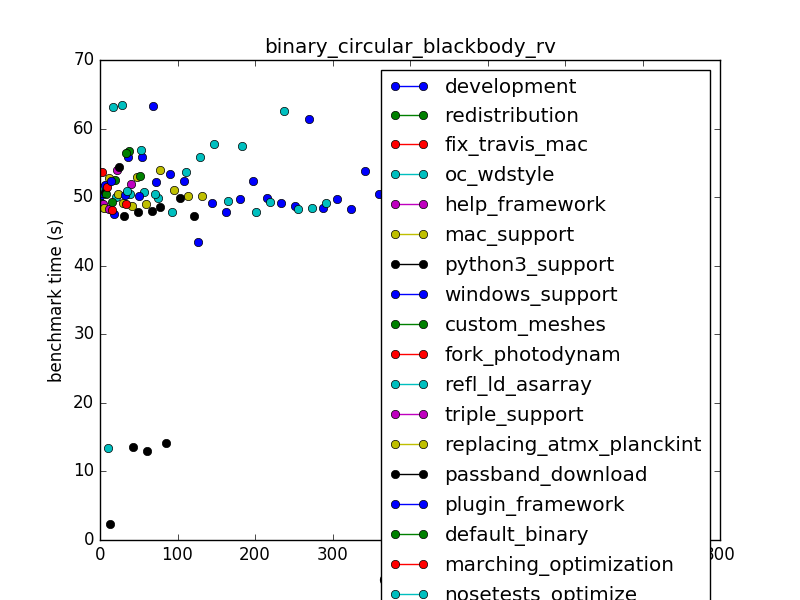 binary_circular_blackbody_rv
70
60
50
40
30
20
10
0
benchmark time (s)
0
100
200
300
development
redistribution
fix_travis_mac
oc_wdstyle
help_framework
mac_support
python3_support
windows_support
custom_meshes
fork_photodynam
refl_ld_asarray
triple_support
replacing_atmx_planckint
passband_download
plugin_framework
default_binary
marching_optimization
nosetests_optimize